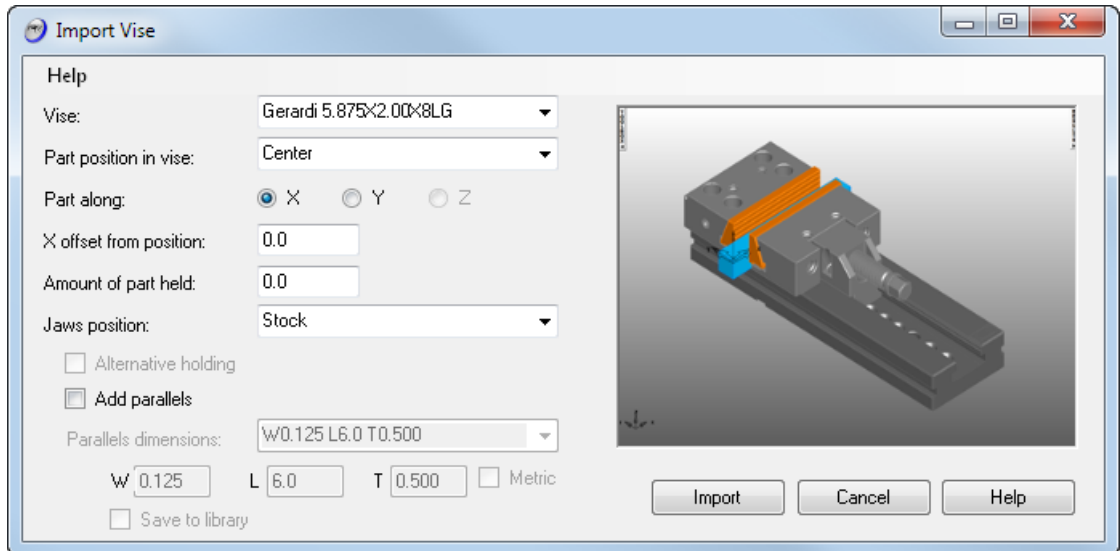 Import Vise
Help
Vise: Gerardi 5.875X2.00X8LG
Part position in vise: Center
Part along: X Y Z
X offset from position: 0.0
Amount of part held: 0.0
Jaws position: Stock
Alternative holding
Add parallels
Parallels dimensions: W0.125 L6.0 T0.500
W 0.125 L 6.0 T 0.500 Metric
Save to library
Import Cancel Help